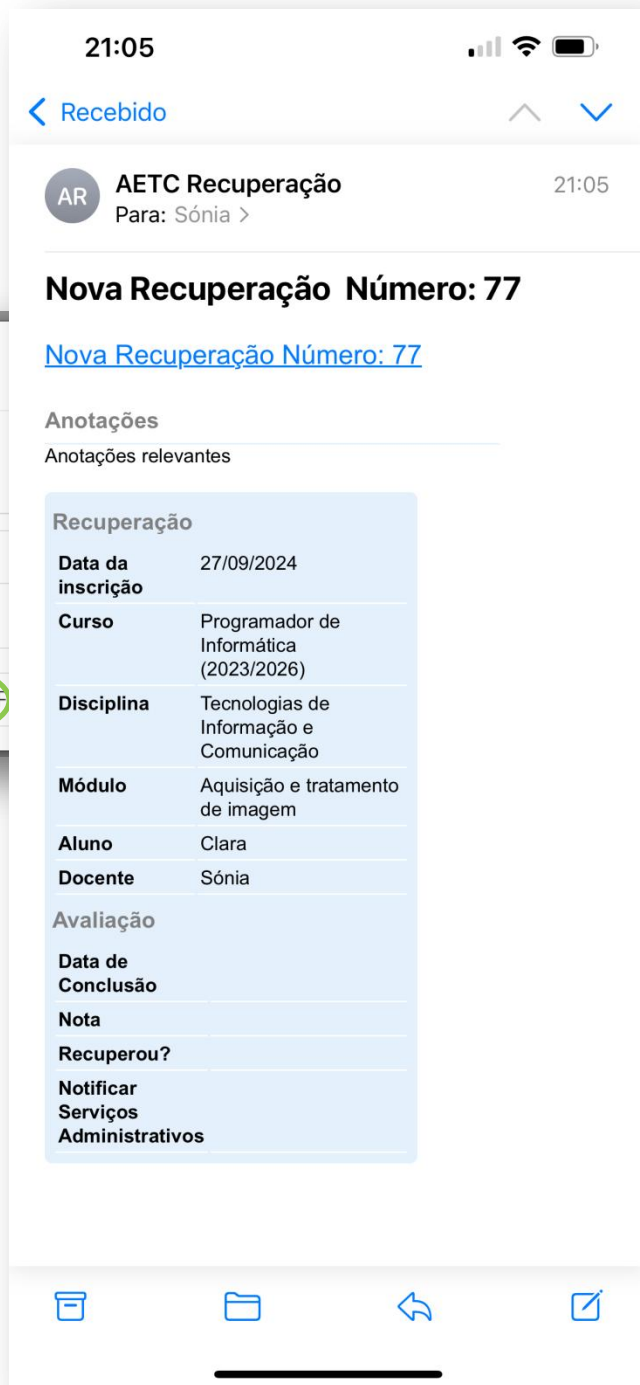 21:05
Recebido
AR
AETC Recuperação
21:05
Para: Sónia >
Nova Recuperação Número: 77
Nova Recuperação Número: 77
Anotações
Anotações relevantes
Recuperação
Data da
inscrição
27/09/2024
Curso
Programador de
Informática
(2023/2026)
Disciplina
Tecnologias de
Informação e
Comunicação
Módulo
Aquisição e tratamento
de imagem
Aluno
Clara
Docente
Sónia
Avaliação
Data de
Conclusão
Nota
Recuperou?
Notificar
Serviços
Administrativos